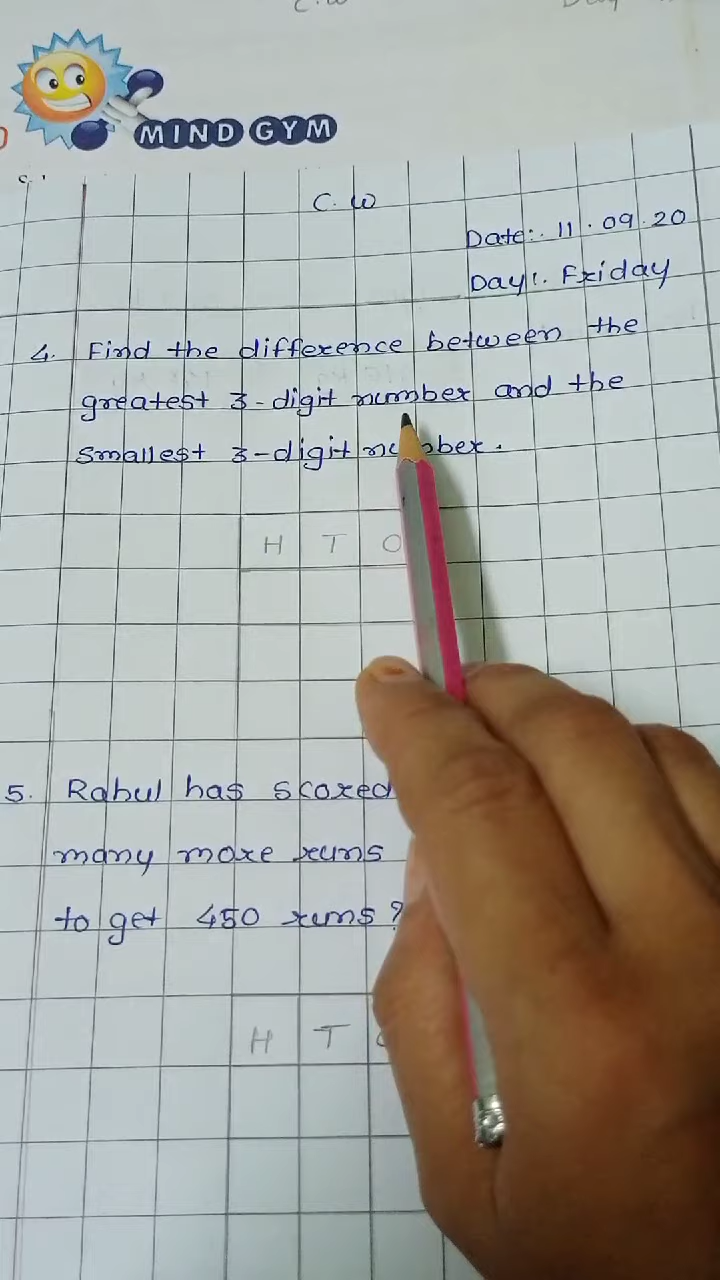 C.W
MIND GYM
C.W
Date:. 11.09.20
Day:. Friday
4. Find the difference between the
greatest 3-digit number and the
smallest 3-digit number.
H T O
5. Rahul has scored
many more runs
to get 450 runs?
H T